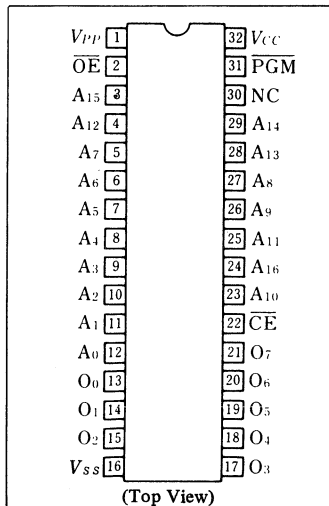 VPP 1 32 VCC
OE 2 31 PGM
A15 3 30 NC
A12 4 29 A14
A7 5 28 A13
A6 6 27 A8
A5 7 26 A9
A4 8 25 A11
A3 9 24 A16
A2 10 23 A10
A1 11 22 CE
A0 12 21 O7
O0 13 20 O6
O1 14 19 O5
O2 15 18 O4
VSS 16 17 O3
(Top View)